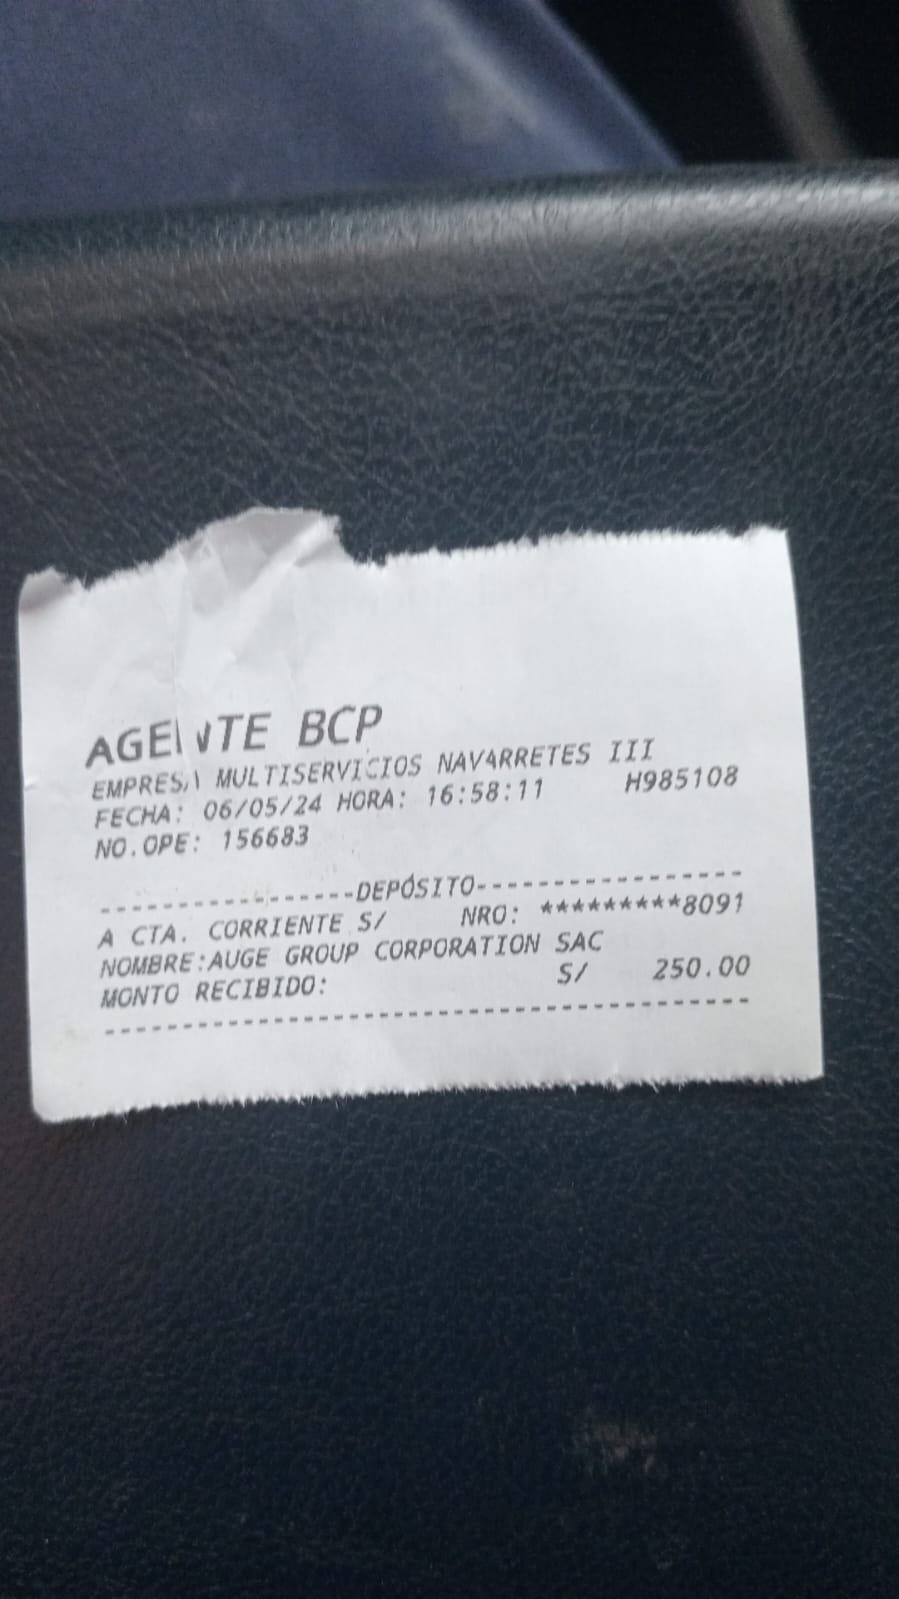 AGENTE BCP
EMPRESA MULTISERVICIOS NAVARRETES III
FECHA: 06/05/24 HORA: 16:58:11 H985108
NO.OPE: 156683
-----------------DEPÓSITO-----------------
A CTA. CORRIENTE S/ NRO: *********8091
NOMBRE:AUGE GROUP CORPORATION SAC
MONTO RECIBIDO: S/ 250.00
------------------------------------------